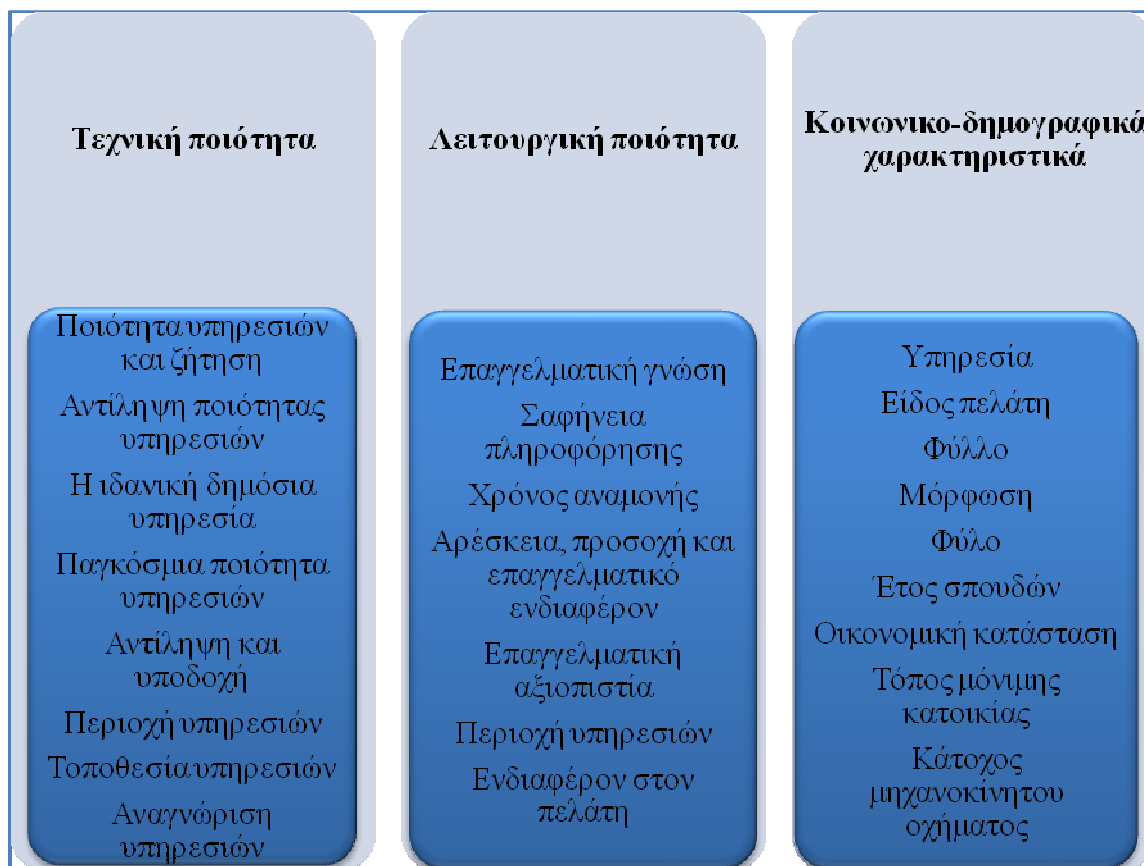 Τεχνική ποιότητα
Ποιότητα υπηρεσιών
και ζήτηση
Αντίληψη ποιότητας
υπηρεσιών
Η ιδανική δημόσια
υπηρεσία
Παγκόσμια ποιότητα
υπηρεσιών
Αντίληψη και
υποδοχή
Περιοχή υπηρεσιών
Τοποθεσία υπηρεσιών
Αναγνώριση
υπηρεσιών
Λειτουργική ποιότητα
Επαγγελματική γνώση
Σαφήνεια
πληροφόρησης
Χρόνος αναμονής
Αρέσκεια, προσοχή και
επαγγελματικό
ενδιαφέρον
Επαγγελματική
αξιοπιστία
Περιοχή υπηρεσιών
Ενδιαφέρον στον
πελάτη
Κοινωνικο-δημογραφικά
χαρακτηριστικά
Υπηρεσία
Είδος πελάτη
Φύλλο
Μόρφωση
Φύλο
Έτος σπουδών
Οικονομική κατάσταση
Τόπος μόνιμης
κατοικίας
Κάτοχος
μηχανοκίνητου
οχήματος